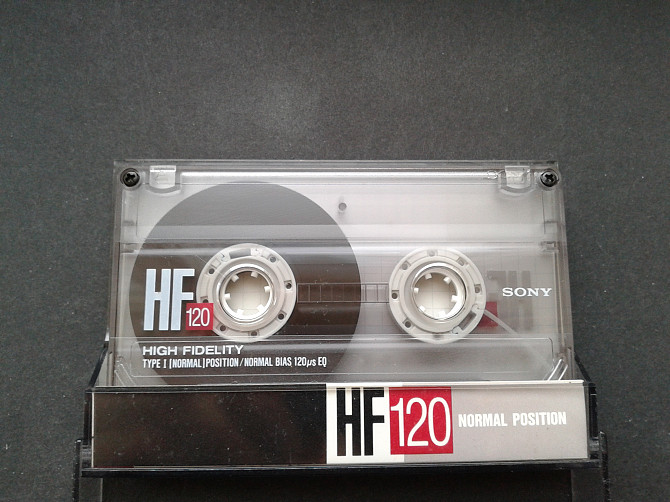 HF 120
SONY
HIGH FIDELITY
TYPE I [NORMAL] POSITION/NORMAL BIAS 120µs EQ
HF 120 NORMAL POSITION